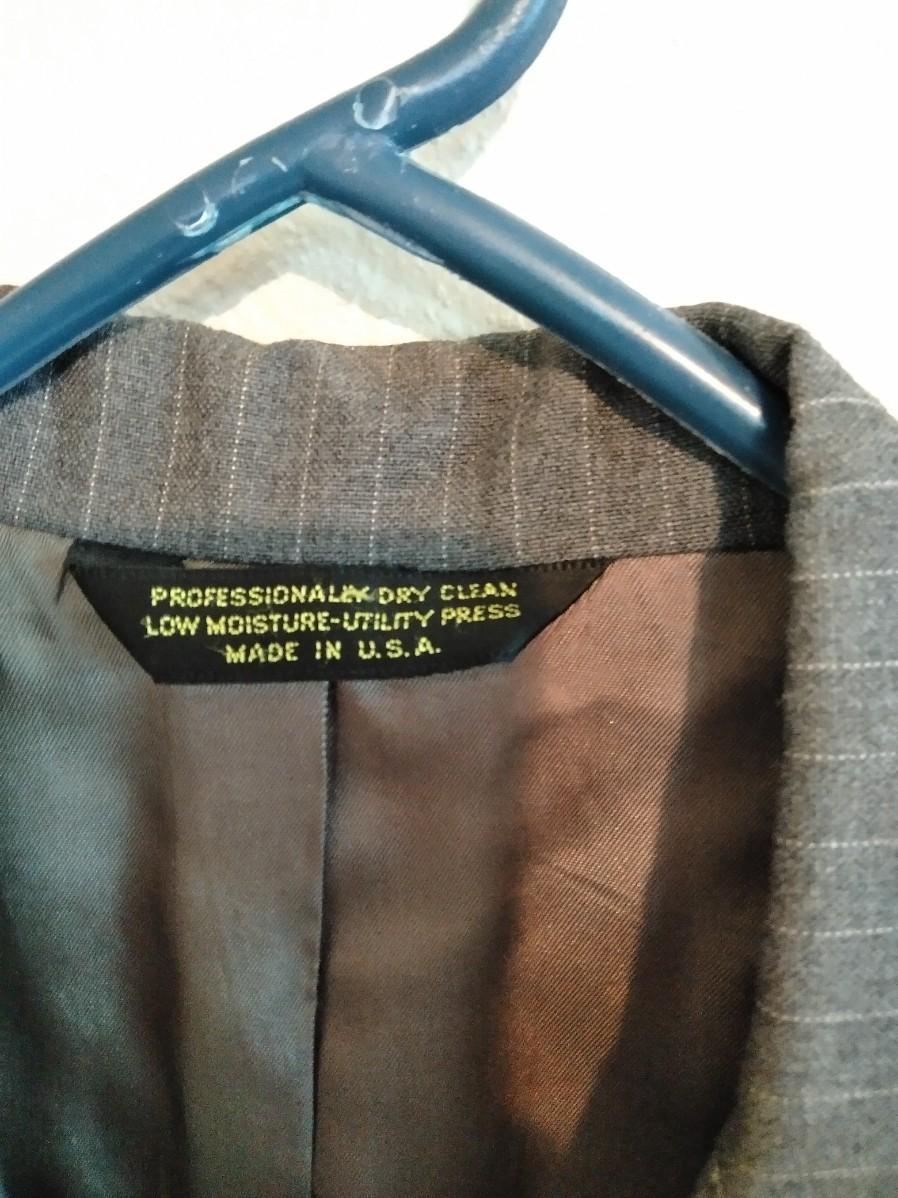 PROFESSIONALLY DRY CLEAN
LOW MOISTURE-UTILITY PRESS
MADE IN U.S.A.